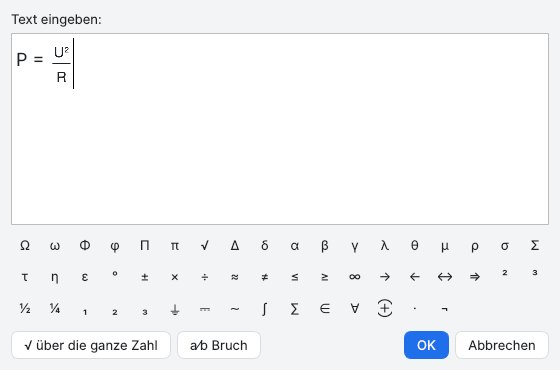 Text eingeben:
P = U²/R
Ω ω Φ φ Π π √ Δ δ α β γ λ θ μ ρ σ Σ
τ η ε ° ± × ÷ ≈ ≠ ≤ ≥ ∞ → ← ↔ ⇒ ² ³
½ ¼ ₁ ₂ ₃ ⏚ ⎓ ~ ∫ ∑ ∈ ∀ ⊕ · ¬
√ über die ganze Zahl a⁄b Bruch OK Abbrechen